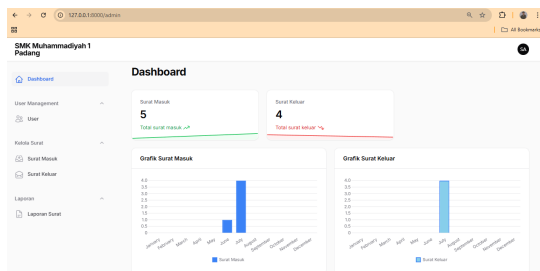 127.0.0.1:8000/admin
All Bookmarks
SMK Muhammadiyah 1
Padang
SA
Dashboard
Dashboard
User Management
User
Kelola Surat
Surat Masuk
Surat Keluar
Laporan
Laporan Surat
Surat Masuk
5
Total surat masuk
Surat Keluar
4
Total surat keluar
Grafik Surat Masuk
4.0
3.5
3.0
2.5
2.0
1.5
1.0
0.5
0
January February March April May June July August September October November December
Surat Masuk
Grafik Surat Keluar
4.0
3.5
3.0
2.5
2.0
1.5
1.0
0.5
0
January February March April May June July August September October November December
Surat Keluar